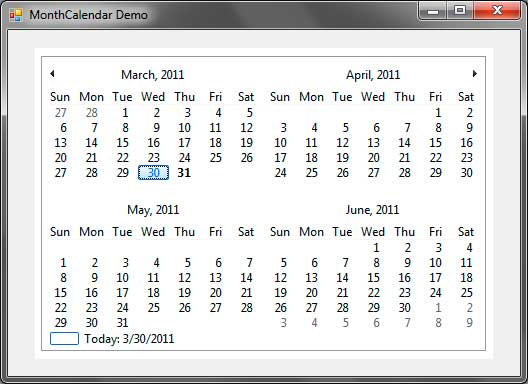 MonthCalendar Demo
March, 2011
Sun Mon Tue Wed Thu Fri Sat
27 28 1 2 3 4 5
6 7 8 9 10 11 12
13 14 15 16 17 18 19
20 21 22 23 24 25 26
27 28 29 30 31
April, 2011
Sun Mon Tue Wed Thu Fri Sat
1 2
3 4 5 6 7 8 9
10 11 12 13 14 15 16
17 18 19 20 21 22 23
24 25 26 27 28 29 30
May, 2011
Sun Mon Tue Wed Thu Fri Sat
1 2 3 4 5 6 7
8 9 10 11 12 13 14
15 16 17 18 19 20 21
22 23 24 25 26 27 28
29 30 31
June, 2011
Sun Mon Tue Wed Thu Fri Sat
1 2 3 4
5 6 7 8 9 10 11
12 13 14 15 16 17 18
19 20 21 22 23 24 25
26 27 28 29 30 1 2
3 4 5 6 7 8 9
Today: 3/30/2011